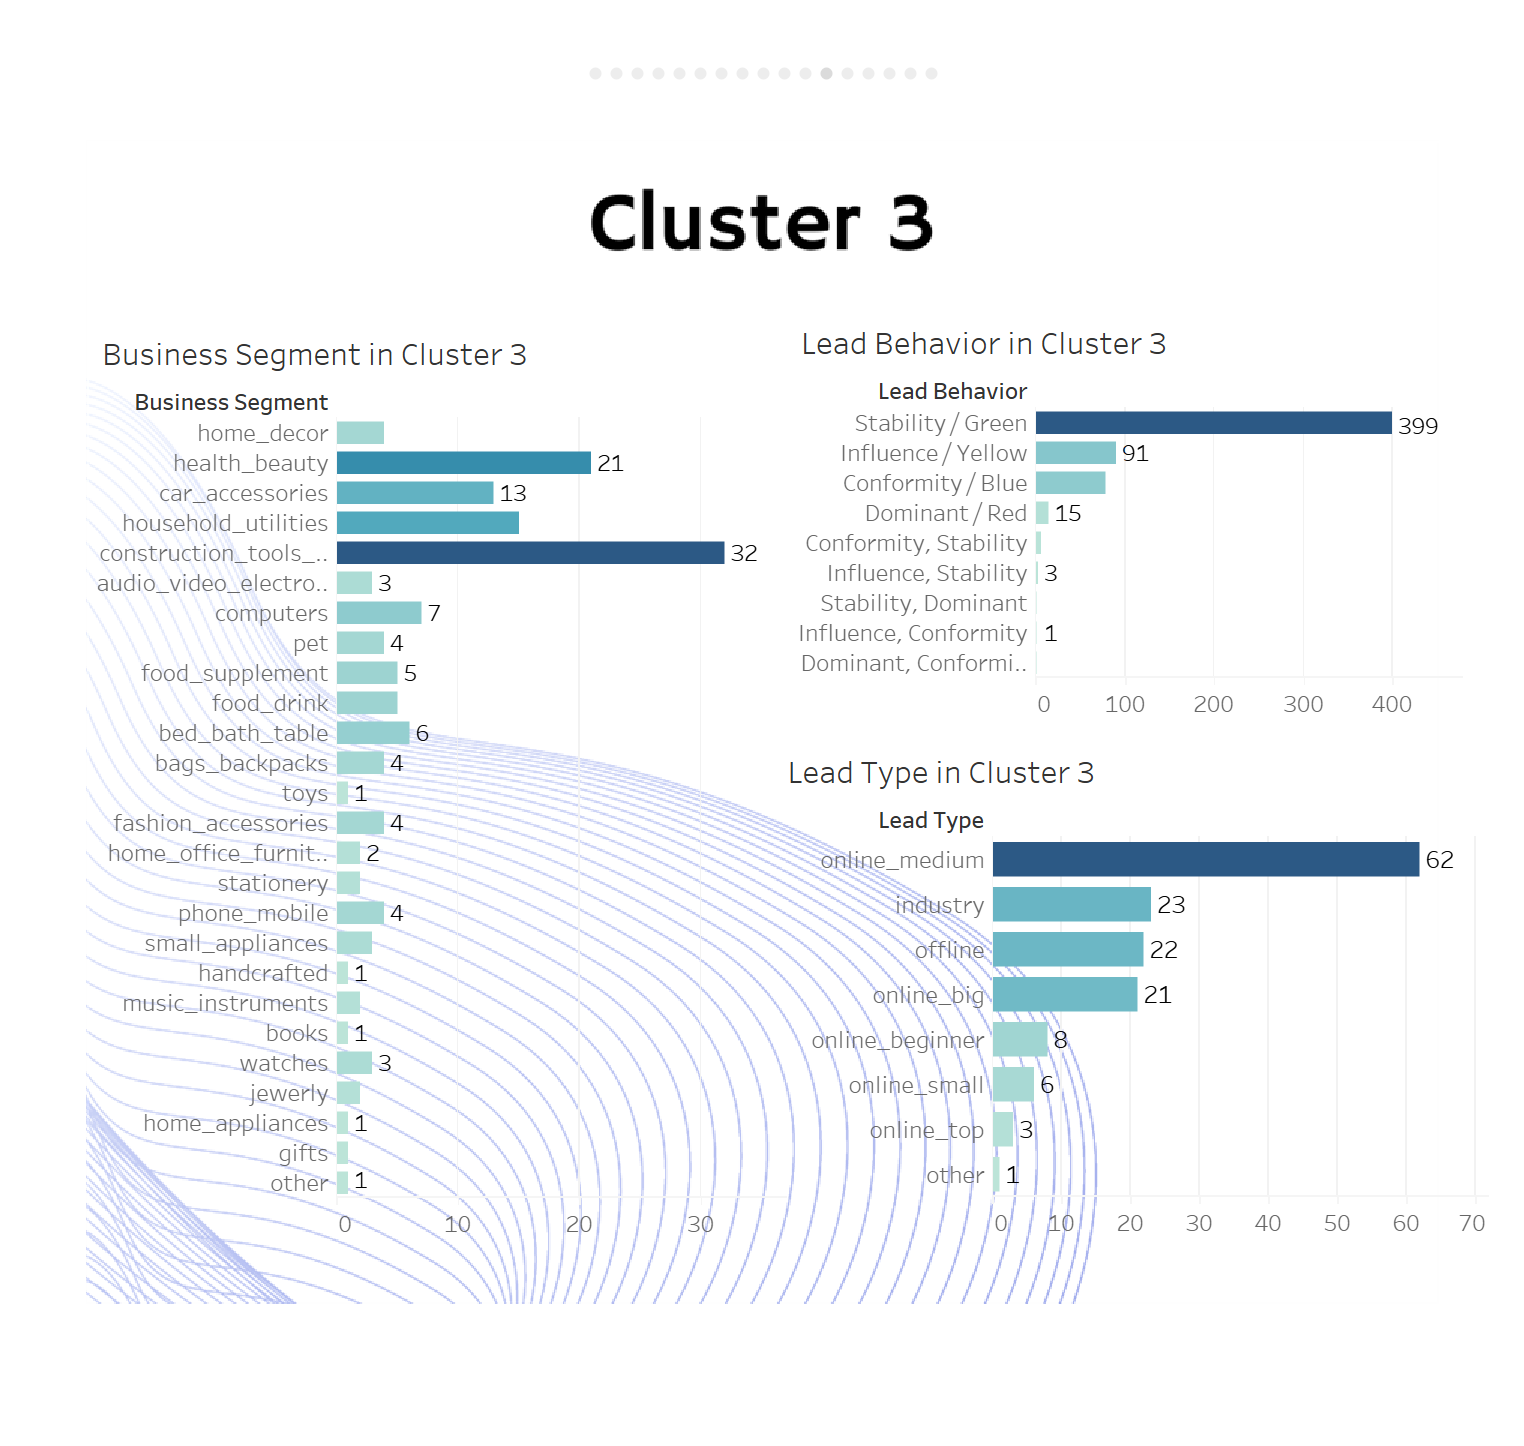 Cluster 3
Business Segment in Cluster 3
Business Segment
home_decor
health_beauty 21
car_accessories 13
household_utilities
construction_tools_.. 32
audio_video_electro.. 3
computers 7
pet 4
food_supplement 5
food_drink
bed_bath_table 6
bags_backpacks 4
toys 1
fashion_accessories 4
home_office_furnit.. 2
stationery
phone_mobile 4
small_appliances
handcrafted 1
music_instruments
books 1
watches 3
jewerly
home_appliances 1
gifts
other 1
0 10 20 30
Lead Behavior in Cluster 3
Lead Behavior
Stability / Green 399
Influence / Yellow 91
Conformity / Blue
Dominant / Red 15
Conformity, Stability
Influence, Stability 3
Stability, Dominant
Influence, Conformity 1
Dominant, Conformi..
0 100 200 300 400
Lead Type in Cluster 3
Lead Type
online_medium 62
industry 23
offline 22
online_big 21
online_beginner 8
online_small 6
online_top 3
other 1
0 10 20 30 40 50 60 70